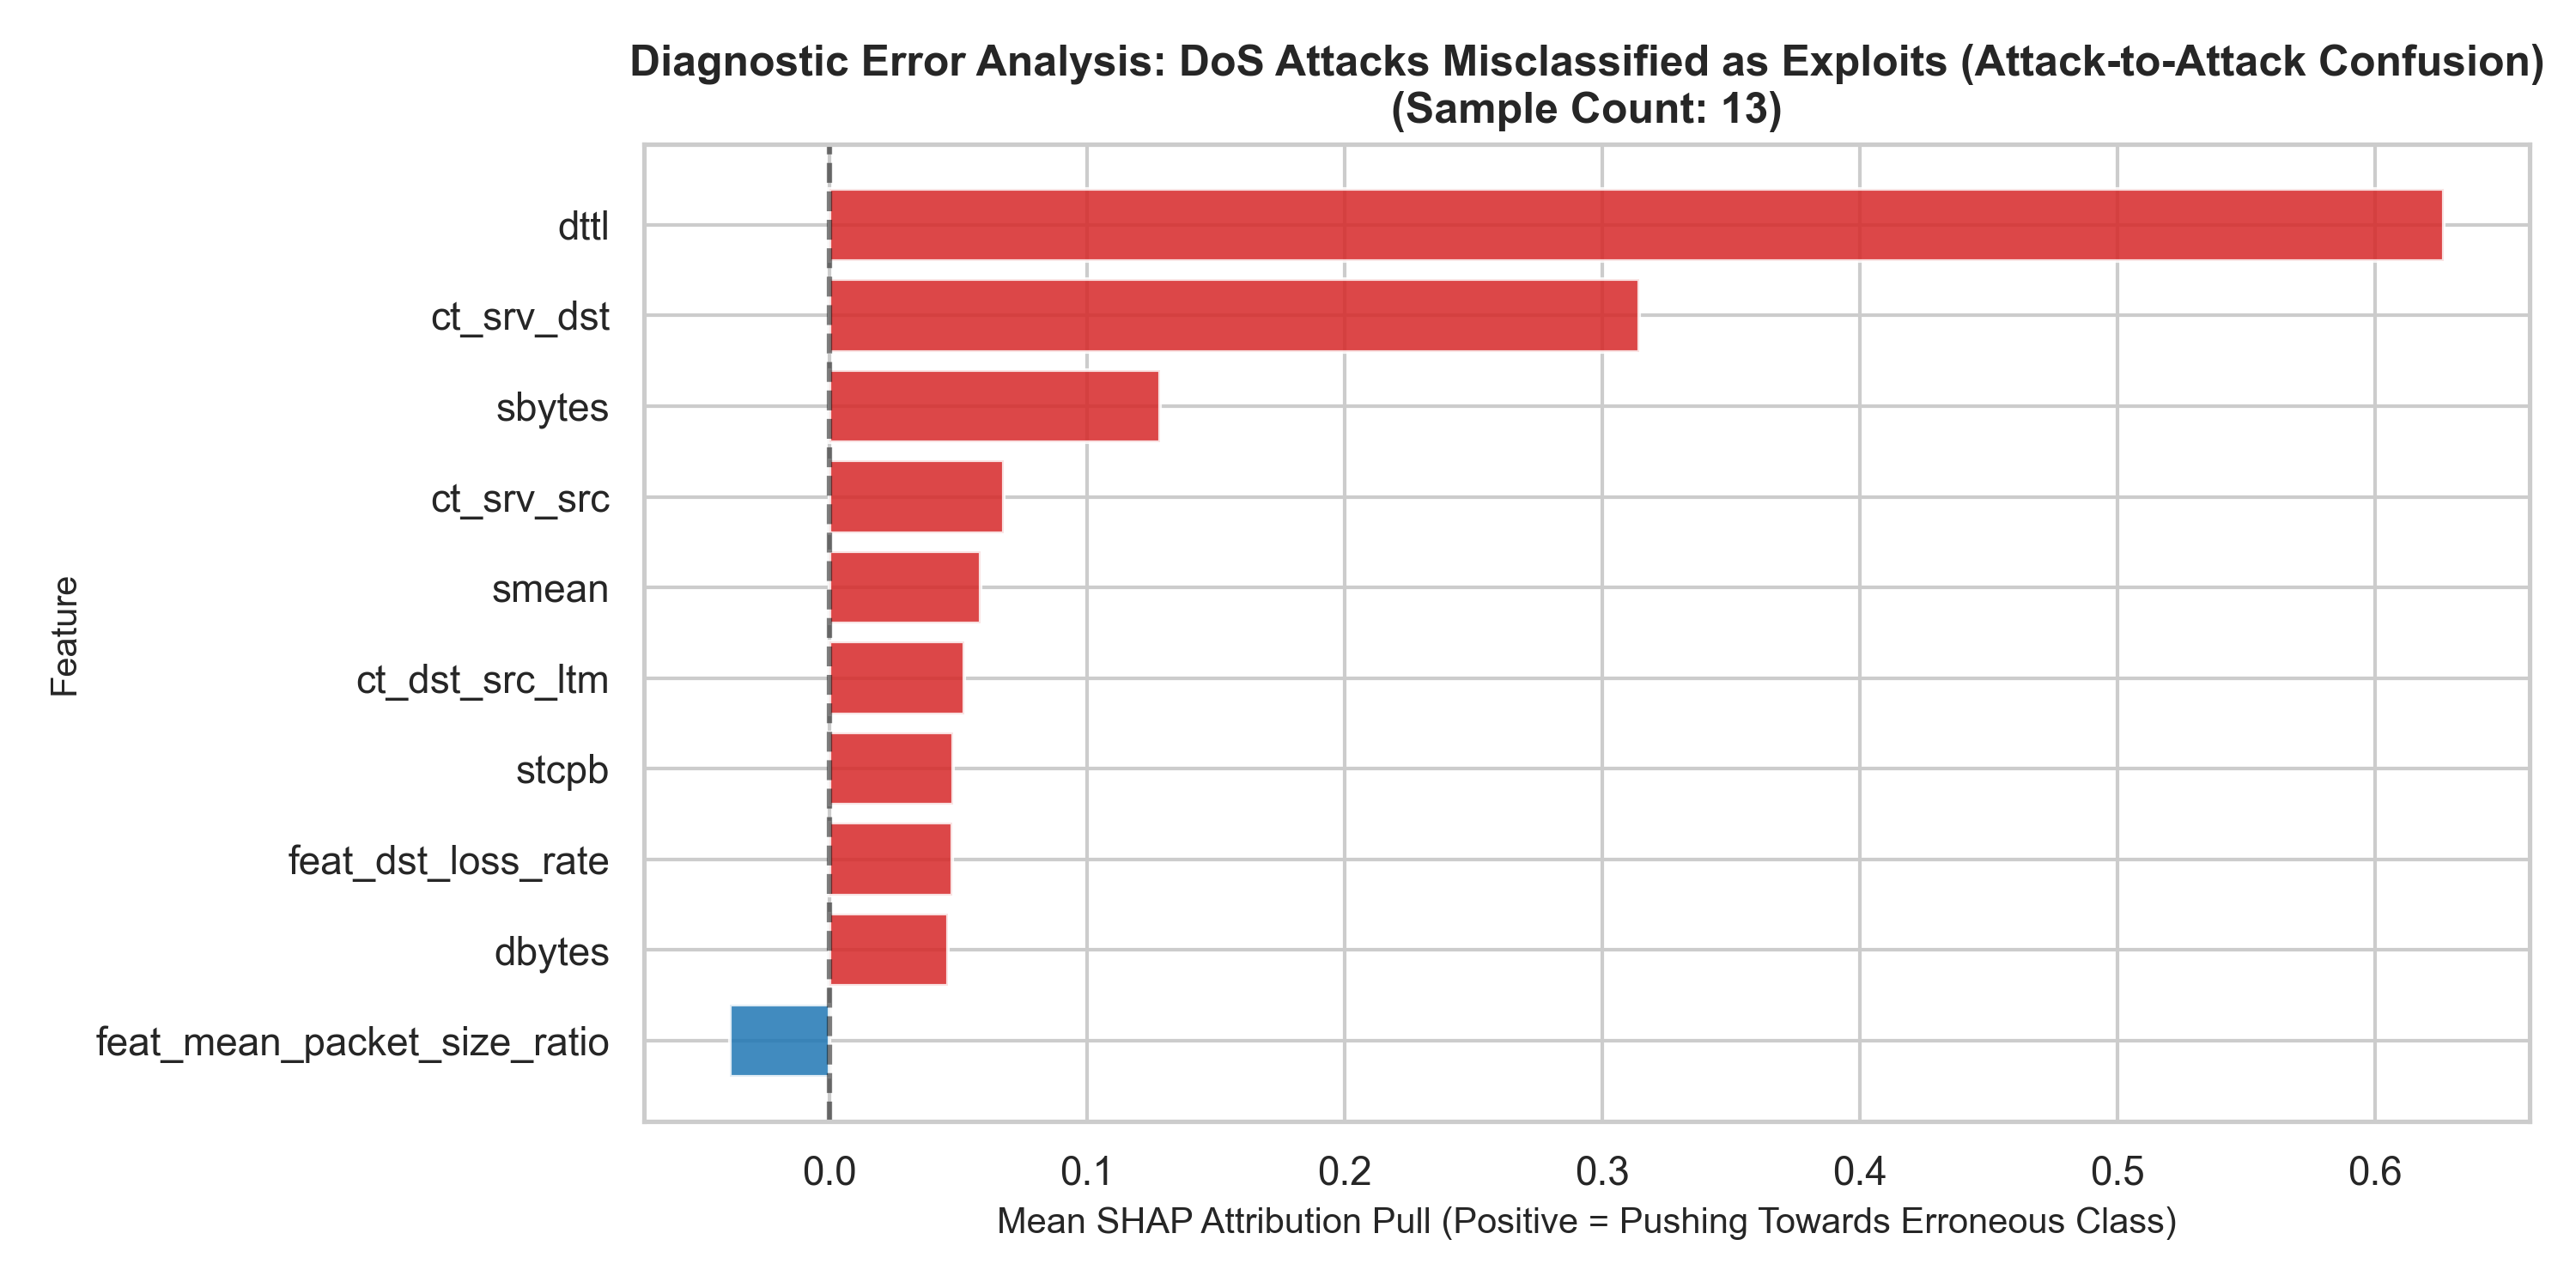 Diagnostic Error Analysis: DoS Attacks Misclassified as Exploits (Attack-to-Attack Confusion)
(Sample Count: 13)
Feature
dttl
ct_srv_dst
sbytes
ct_srv_src
smean
ct_dst_src_ltm
stcpb
feat_dst_loss_rate
dbytes
feat_mean_packet_size_ratio
0.0 0.1 0.2 0.3 0.4 0.5 0.6
Mean SHAP Attribution Pull (Positive = Pushing Towards Erroneous Class)